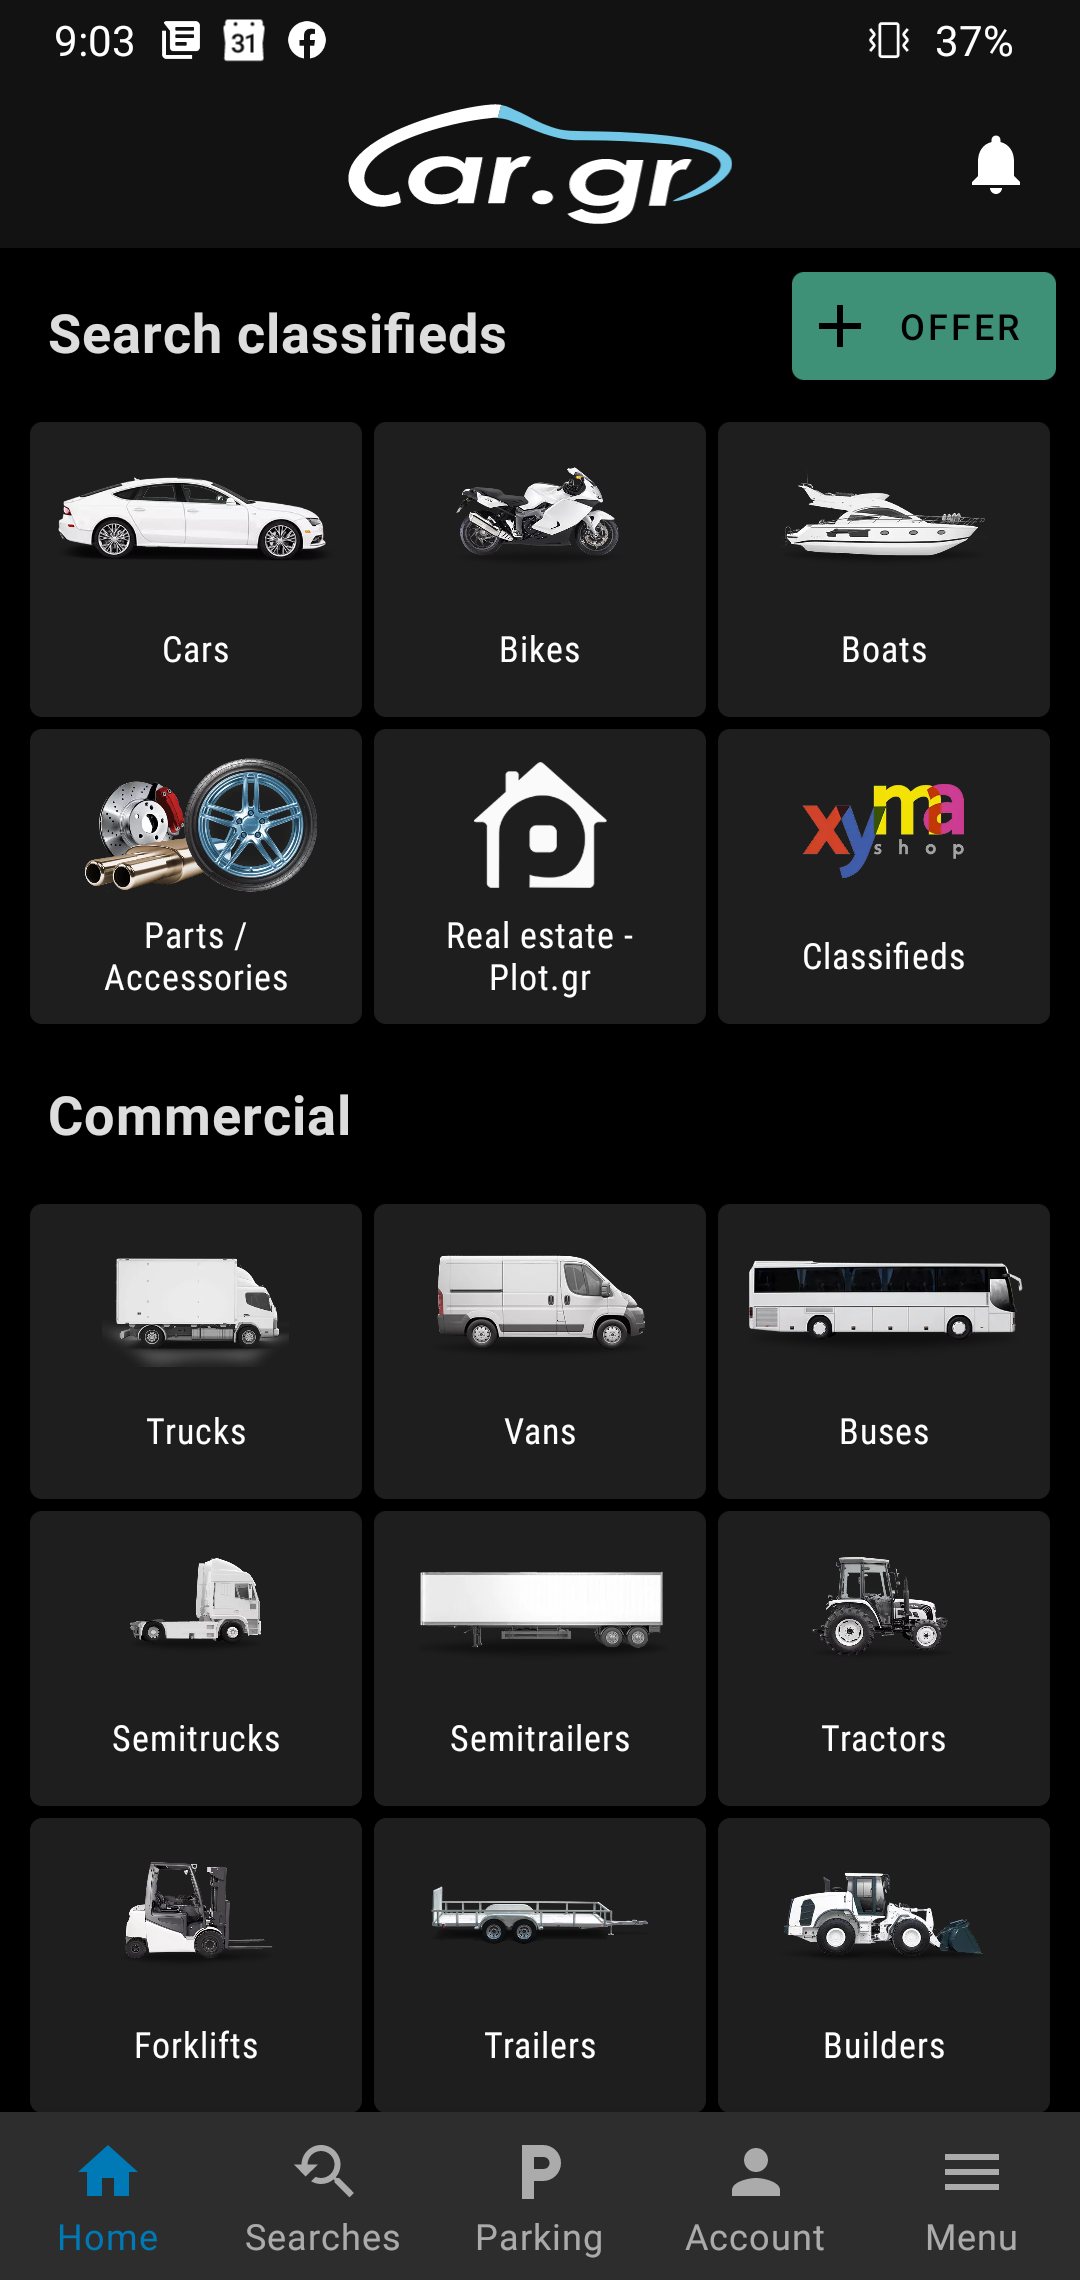 9:03
31
37%
Car.gr
Search classifieds
+ OFFER
Cars
Bikes
Boats
xyma
shop
Parts /
Accessories
Real estate -
Plot.gr
Classifieds
Commercial
Trucks
Vans
Buses
Semitrucks
Semitrailers
Tractors
Forklifts
Trailers
Builders
P
Home
Searches
Parking
Account
Menu